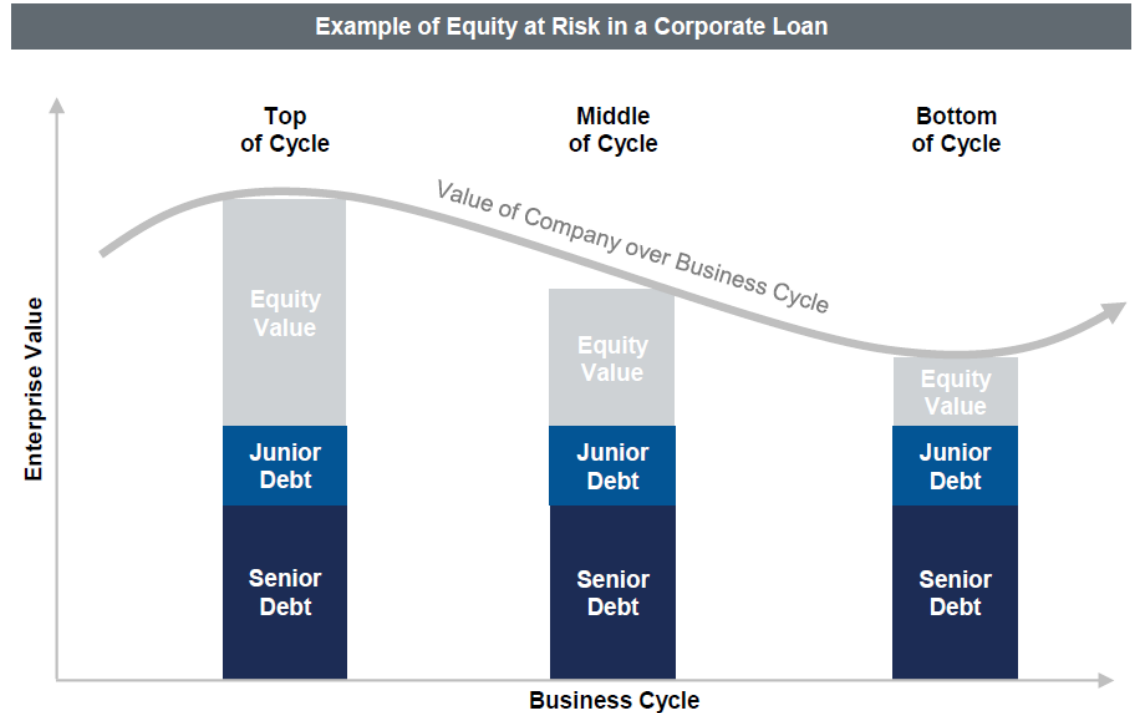 Example of Equity at Risk in a Corporate Loan
Top
of Cycle
Middle
of Cycle
Bottom
of Cycle
Value of Company over Business Cycle
Enterprise Value
Equity
Value
Junior
Debt
Senior
Debt
Equity
Value
Junior
Debt
Senior
Debt
Equity
Value
Junior
Debt
Senior
Debt
Business Cycle